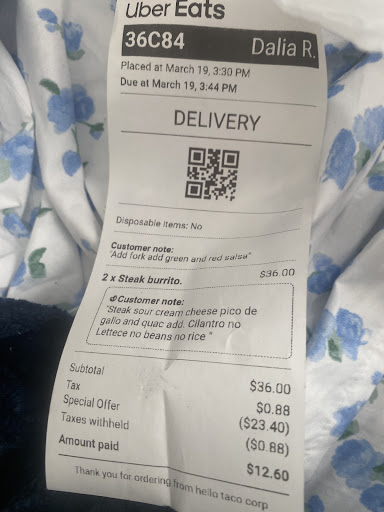 Uber Eats
36C84 Dalia R.
Placed at March 19, 3:30 PM
Due at March 19, 3:44 PM
DELIVERY
Disposable Items: No
Customer note:
"Add fork add green and red salsa"
2 x Steak burrito. $36.00
Customer note:
"Steak sour cream cheese pico de
gallo and quac add. Cilantro no
Lettece no beans no rice "
Subtotal $36.00
Tax $0.88
Special Offer ($23.40)
Taxes withheld ($0.88)
Amount paid $12.60
Thank you for ordering from hello taco corp